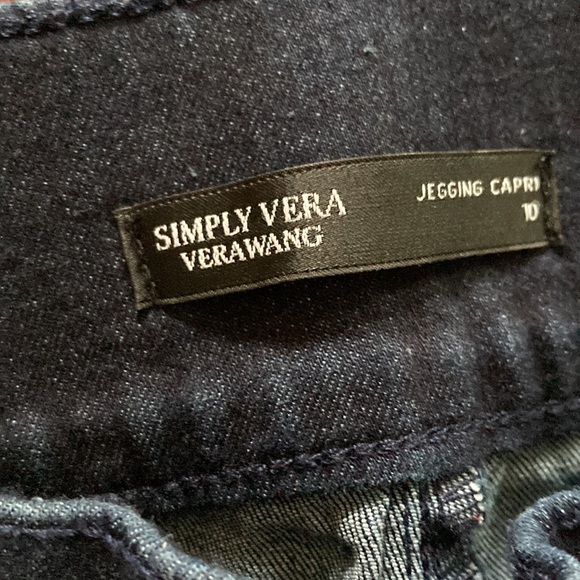 SIMPLY VERA
VERAWANG
JEGGING CAPRI
10